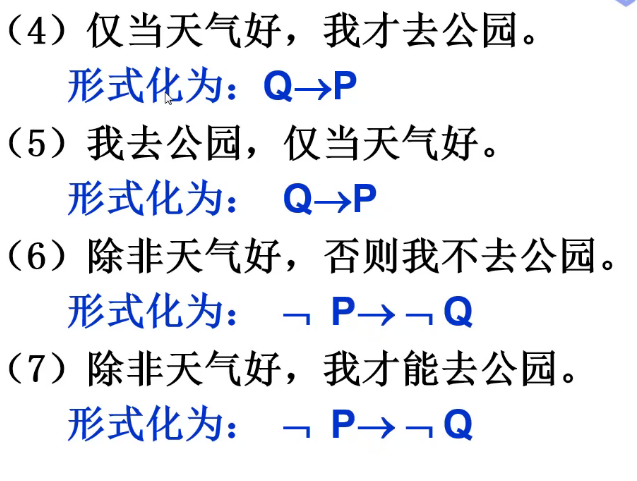 （4）仅当天气好，我才去公园。
形式化为：Q→P
（5）我去公园，仅当天气好。
形式化为： Q→P
（6）除非天气好，否则我不去公园。
形式化为： ¬ P→ ¬ Q
（7）除非天气好，我才能去公园。
形式化为： ¬ P→ ¬ Q